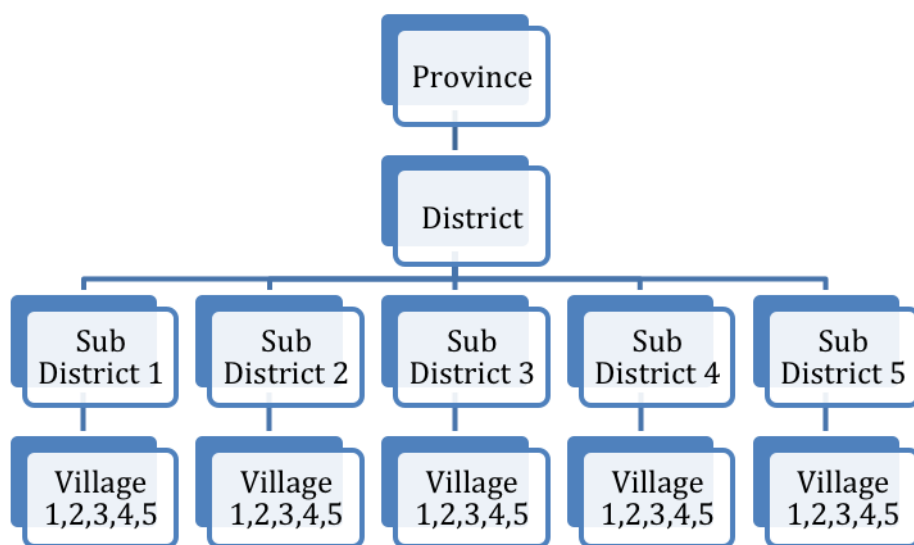 Province
District
Sub
District 1
Sub
District 2
Sub
District 3
Sub
District 4
Sub
District 5
Village
1,2,3,4,5
Village
1,2,3,4,5
Village
1,2,3,4,5
Village
1,2,3,4,5
Village
1,2,3,4,5